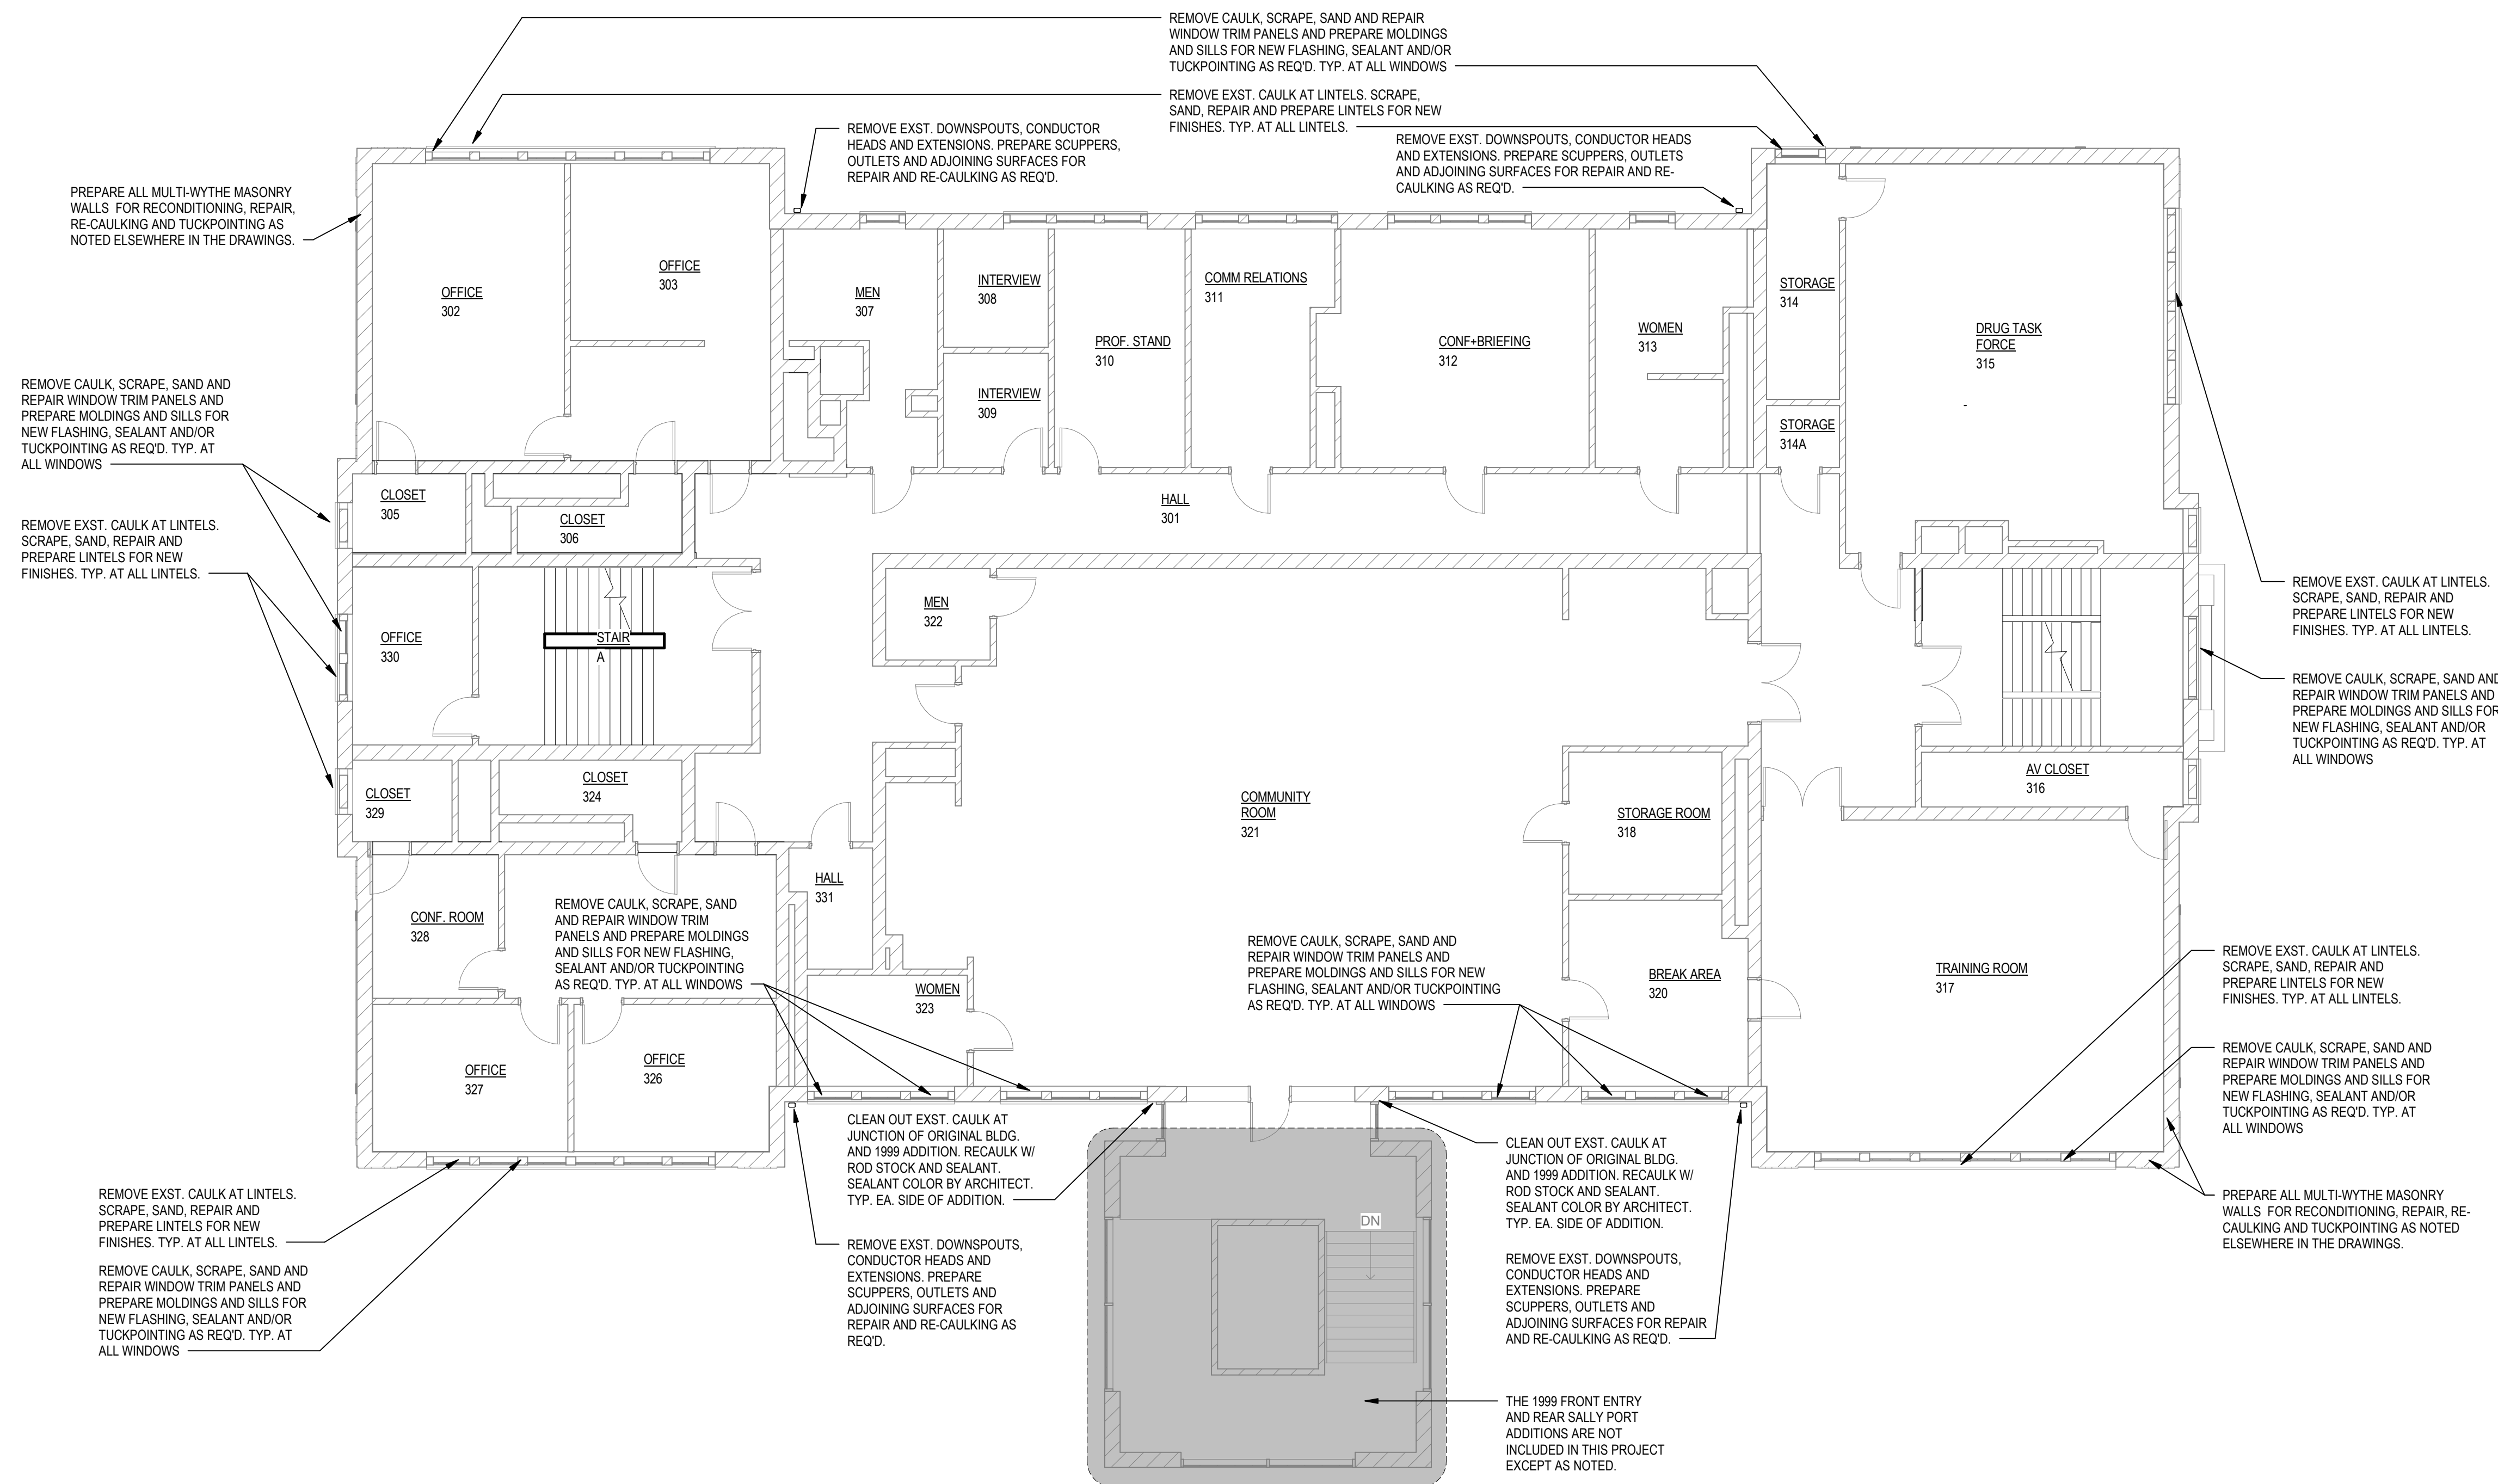 REMOVE CAULK, SCRAPE, SAND AND REPAIR
WINDOW TRIM PANELS AND PREPARE MOLDINGS
AND SILLS FOR NEW FLASHING, SEALANT AND/OR
TUCKPOINTING AS REQ'D. TYP. AT ALL WINDOWS
REMOVE EXST. CAULK AT LINTELS. SCRAPE,
SAND, REPAIR AND PREPARE LINTELS FOR NEW
FINISHES. TYP. AT ALL LINTELS.
REMOVE EXST. DOWNSPOUTS, CONDUCTOR
HEADS AND EXTENSIONS. PREPARE SCUPPERS,
OUTLETS AND ADJOINING SURFACES FOR
REPAIR AND RE-CAULKING AS REQ'D.
REMOVE EXST. DOWNSPOUTS, CONDUCTOR HEADS
AND EXTENSIONS. PREPARE SCUPPERS, OUTLETS
AND ADJOINING SURFACES FOR REPAIR AND RE-
CAULKING AS REQ'D.
PREPARE ALL MULTI-WYTHE MASONRY
WALLS FOR RECONDITIONING, REPAIR,
RE-CAULKING AND TUCKPOINTING AS
NOTED ELSEWHERE IN THE DRAWINGS.
OFFICE
302
OFFICE
303
MEN
307
INTERVIEW
308
INTERVIEW
309
PROF. STAND
310
COMM RELATIONS
311
CONF+BRIEFING
312
WOMEN
313
STORAGE
314
STORAGE
314A
DRUG TASK
FORCE
315
REMOVE CAULK, SCRAPE, SAND AND
REPAIR WINDOW TRIM PANELS AND
PREPARE MOLDINGS AND SILLS FOR
NEW FLASHING, SEALANT AND/OR
TUCKPOINTING AS REQ'D. TYP. AT
ALL WINDOWS
REMOVE EXST. CAULK AT LINTELS.
SCRAPE, SAND, REPAIR AND
PREPARE LINTELS FOR NEW
FINISHES. TYP. AT ALL LINTELS.
CLOSET
305
CLOSET
306
HALL
301
OFFICE
330
STAIR
A
MEN
322
CLOSET
329
CLOSET
324
COMMUNITY
ROOM
321
STORAGE ROOM
318
AV CLOSET
316
REMOVE EXST. CAULK AT LINTELS.
SCRAPE, SAND, REPAIR AND
PREPARE LINTELS FOR NEW
FINISHES. TYP. AT ALL LINTELS.
REMOVE CAULK, SCRAPE, SAND AND
REPAIR WINDOW TRIM PANELS AND
PREPARE MOLDINGS AND SILLS FOR
NEW FLASHING, SEALANT AND/OR
TUCKPOINTING AS REQ'D. TYP. AT
ALL WINDOWS
HALL
331
CONF. ROOM
328
REMOVE CAULK, SCRAPE, SAND
AND REPAIR WINDOW TRIM
PANELS AND PREPARE MOLDINGS
AND SILLS FOR NEW FLASHING,
SEALANT AND/OR TUCKPOINTING
AS REQ'D. TYP. AT ALL WINDOWS
WOMEN
323
REMOVE CAULK, SCRAPE, SAND AND
REPAIR WINDOW TRIM PANELS AND
PREPARE MOLDINGS AND SILLS FOR NEW
FLASHING, SEALANT AND/OR TUCKPOINTING
AS REQ'D. TYP. AT ALL WINDOWS
BREAK AREA
320
TRAINING ROOM
317
REMOVE EXST. CAULK AT LINTELS.
SCRAPE, SAND, REPAIR AND
PREPARE LINTELS FOR NEW
FINISHES. TYP. AT ALL LINTELS.
REMOVE CAULK, SCRAPE, SAND AND
REPAIR WINDOW TRIM PANELS AND
PREPARE MOLDINGS AND SILLS FOR
NEW FLASHING, SEALANT AND/OR
TUCKPOINTING AS REQ'D. TYP. AT
ALL WINDOWS
PREPARE ALL MULTI-WYTHE MASONRY
WALLS FOR RECONDITIONING, REPAIR, RE-
CAULKING AND TUCKPOINTING AS NOTED
ELSEWHERE IN THE DRAWINGS.
OFFICE
327
OFFICE
326
REMOVE EXST. CAULK AT LINTELS.
SCRAPE, SAND, REPAIR AND
PREPARE LINTELS FOR NEW
FINISHES. TYP. AT ALL LINTELS.
REMOVE CAULK, SCRAPE, SAND AND
REPAIR WINDOW TRIM PANELS AND
PREPARE MOLDINGS AND SILLS FOR
NEW FLASHING, SEALANT AND/OR
TUCKPOINTING AS REQ'D. TYP. AT
ALL WINDOWS
CLEAN OUT EXST. CAULK AT
JUNCTION OF ORIGINAL BLDG.
AND 1999 ADDITION. RECAULK W/
ROD STOCK AND SEALANT.
SEALANT COLOR BY ARCHITECT.
TYP. EA. SIDE OF ADDITION.
REMOVE EXST. DOWNSPOUTS,
CONDUCTOR HEADS AND
EXTENSIONS. PREPARE
SCUPPERS, OUTLETS AND
ADJOINING SURFACES FOR
REPAIR AND RE-CAULKING AS
REQ'D.
DN
CLEAN OUT EXST. CAULK AT
JUNCTION OF ORIGINAL BLDG.
AND 1999 ADDITION. RECAULK W/
ROD STOCK AND SEALANT.
SEALANT COLOR BY ARCHITECT.
TYP. EA. SIDE OF ADDITION.
REMOVE EXST. DOWNSPOUTS,
CONDUCTOR HEADS AND
EXTENSIONS. PREPARE
SCUPPERS, OUTLETS AND
ADJOINING SURFACES FOR REPAIR
AND RE-CAULKING AS REQ'D.
THE 1999 FRONT ENTRY
AND REAR SALLY PORT
ADDITIONS ARE NOT
INCLUDED IN THIS PROJECT
EXCEPT AS NOTED.